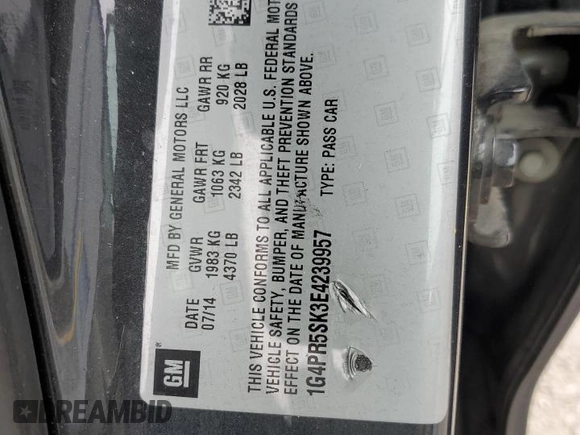 GM
MFD BY GENERAL MOTORS LLC
DATE GVWR GAWR FRT GAWR RR
07/14 1983 KG 1063 KG 920 KG
4370 LB 2342 LB 2028 LB
THIS VEHICLE CONFORMS TO ALL APPLICABLE U.S. FEDERAL MOTOR
VEHICLE SAFETY, BUMPER, AND THEFT PREVENTION STANDARDS
EFFECT ON THE DATE OF MANUFACTURE SHOWN ABOVE.
1G4PR5SK3E4239957 TYPE: PASS CAR
DREAMBID